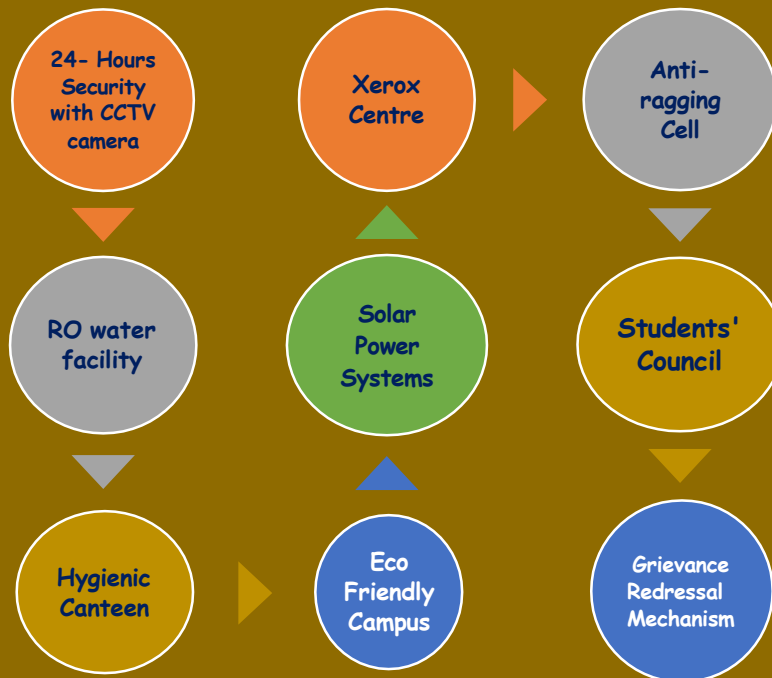 24- Hours
Security
with CCTV
camera
RO water
facility
Hygienic
Canteen
Eco
Friendly
Campus
Solar
Power
Systems
Xerox
Centre
Anti-
ragging
Cell
Students'
Council
Grievance
Redressal
Mechanism